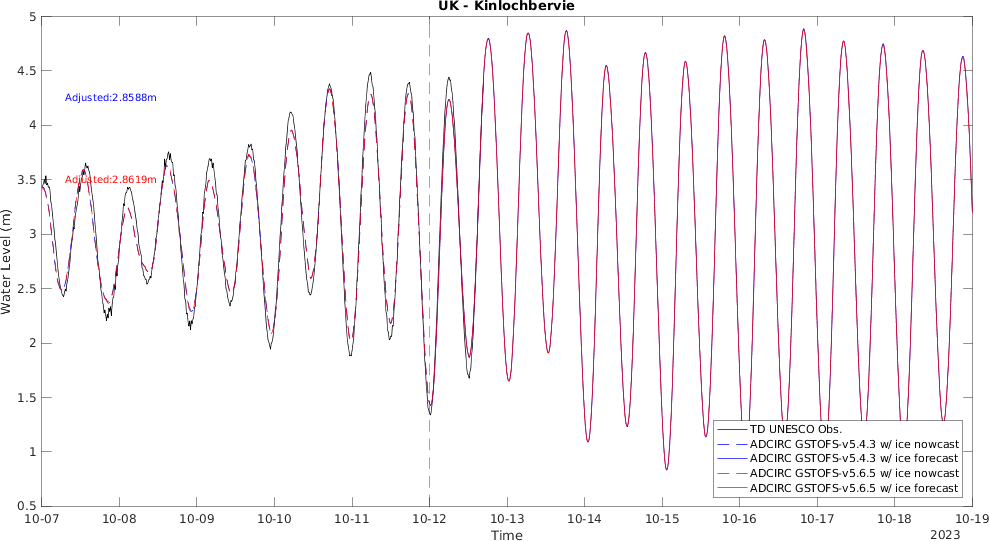 UK - Kinlochbervie
5
4.5
4
3.5
3
2.5
2
1.5
1
0.5
Water Level (m)
Adjusted:2.8588m
Adjusted:2.8619m
TD UNESCO Obs.
ADCIRC GSTOFS-v5.4.3 w/ ice nowcast
ADCIRC GSTOFS-v5.4.3 w/ ice forecast
ADCIRC GSTOFS-v5.6.5 w/ ice nowcast
ADCIRC GSTOFS-v5.6.5 w/ ice forecast
10-07 10-08 10-09 10-10 10-11 10-12 10-13 10-14 10-15 10-16 10-17 10-18 10-19
Time
2023